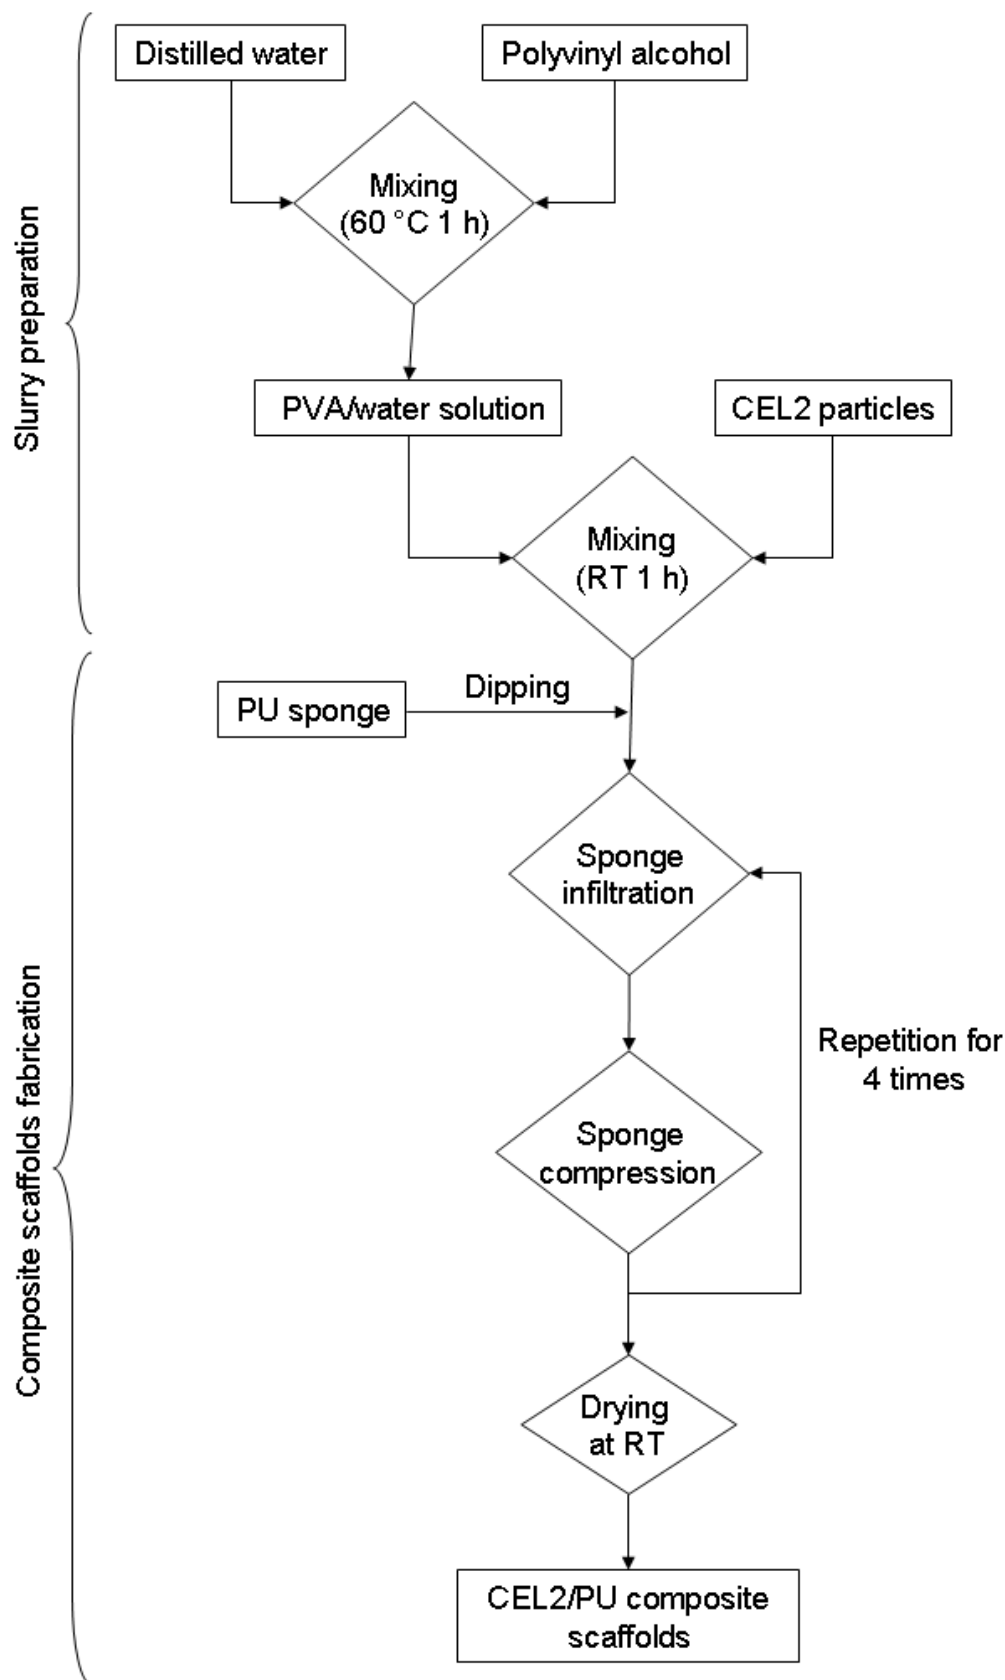 Distilled water
Polyvinyl alcohol
Mixing
(60 °C 1 h)
Slurry preparation
PVA/water solution
CEL2 particles
Mixing
(RT 1 h)
PU sponge
Dipping
Sponge
infiltration
Composite scaffolds fabrication
Repetition for
4 times
Sponge
compression
Drying
at RT
CEL2/PU composite
scaffolds